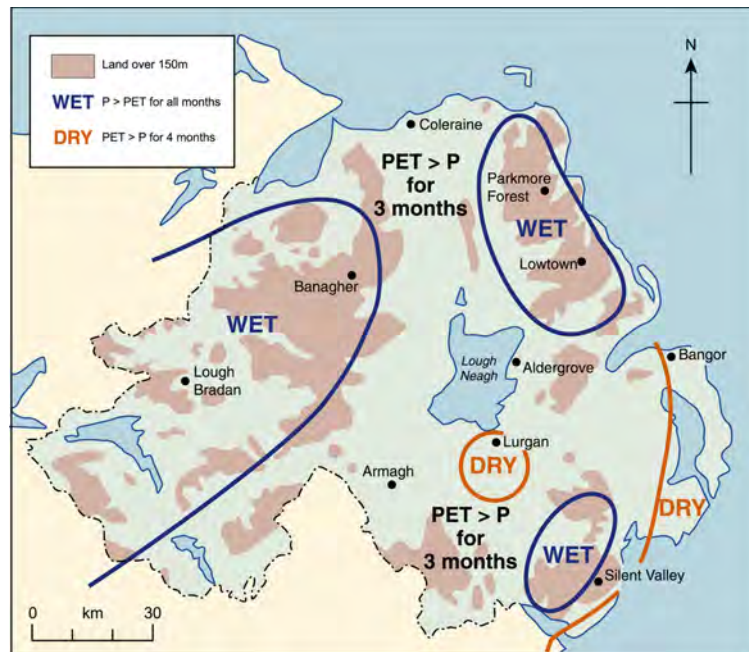 Land over 150m
WET P > PET for all months
DRY PET > P for 4 months
N
Coleraine
PET > P
for
3 months
Parkmore
Forest
WET
Lowtown
Banagher
WET
Lough
Bradan
Lough
Neagh
Aldergrove
Bangor
Lurgan
DRY
Armagh
DRY
PET > P
for
3 months
WET
Silent Valley
km
0 30